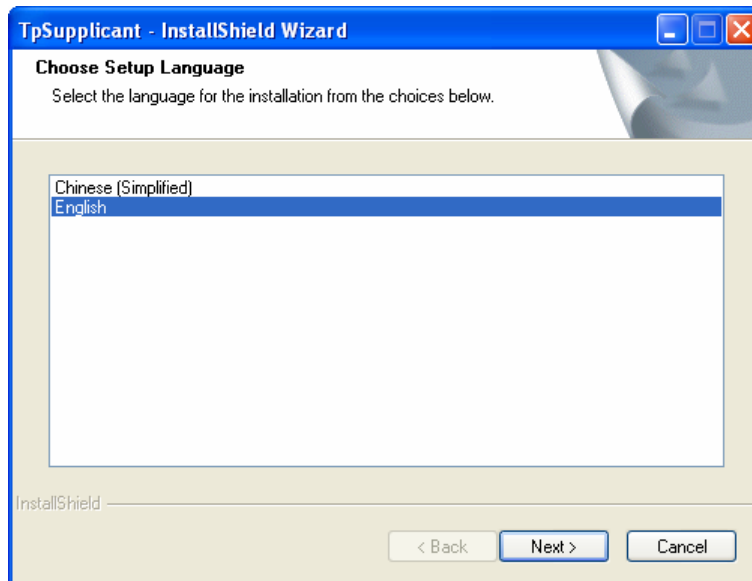 TpSupplicant - InstallShield Wizard
Choose Setup Language
Select the language for the installation from the choices below.
Chinese (Simplified)
English
InstallShield
< Back
Next >
Cancel